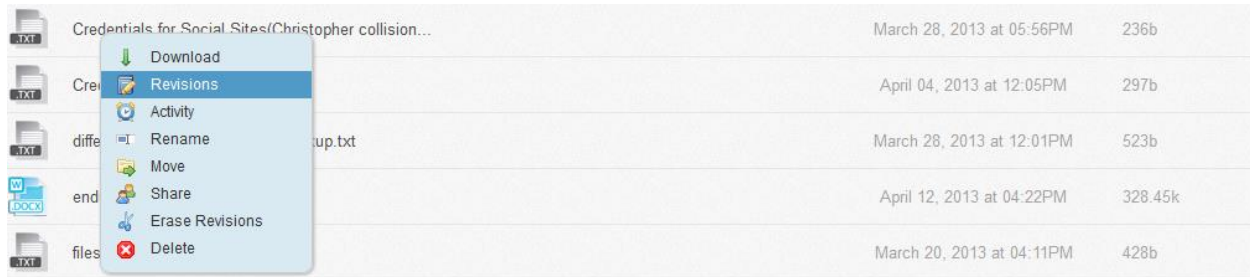 .TXT Credentials for Social Sites(Christopher collision... March 28, 2013 at 05:56PM 236b
Download
.TXT Cre Revisions April 04, 2013 at 12:05PM 297b
Activity
.TXT diffe Rename up.txt March 28, 2013 at 12:01PM 523b
Move
W .DOCX end Share April 12, 2013 at 04:22PM 328.45k
Erase Revisions
.TXT files Delete March 20, 2013 at 04:11PM 428b